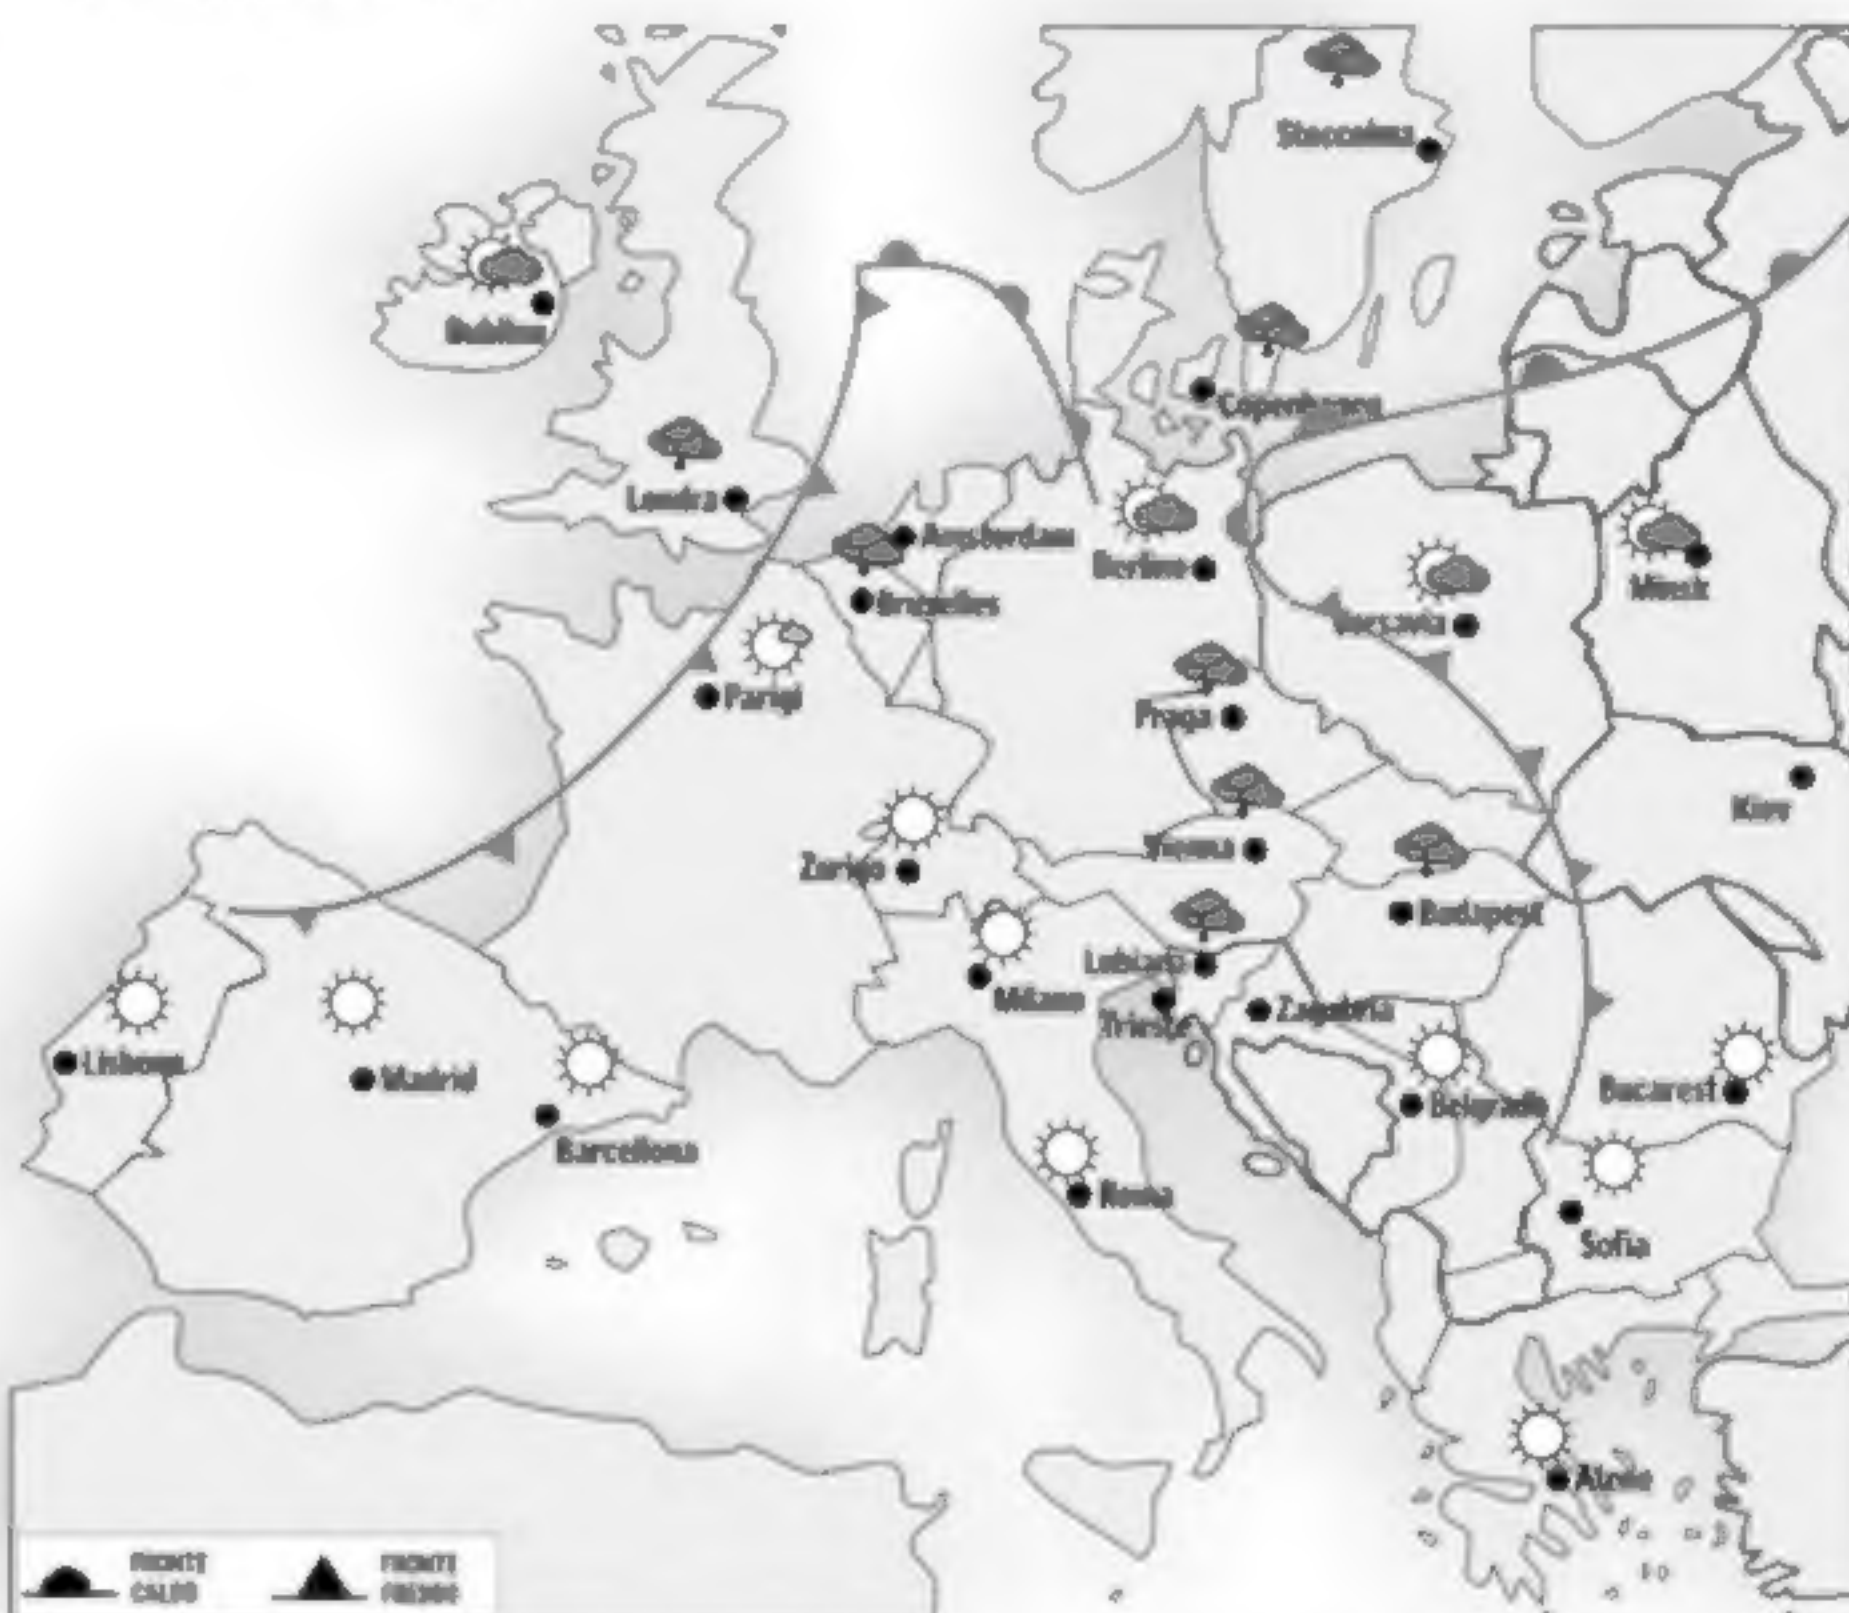 Stoccolma
Dublino
Copenhagen
Londra
Amsterdam
Berlino
Minsk
Bruxelles
Varsavia
Parigi
Praga
Kiev
Zurigo
Vienna
Budapest
Lubiana
Milano
Trieste
Zagabria
Lisbona
Madrid
Belgrado
Bucarest
Barcellona
Roma
Sofia
Atene
FRONTE
CALDO
FRONTE
FREDDO